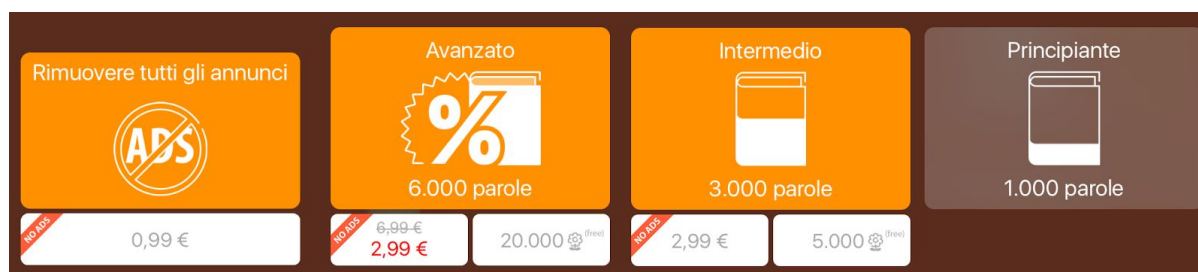 Rimuovere tutti gli annunci
ADS
NO ADS
0,99 €
Avanzato
%
6.000 parole
NO ADS
6,99 €
2,99 €
20.000 (free)
Intermedio
3.000 parole
NO ADS
2,99 €
5.000 (free)
Principiante
1.000 parole